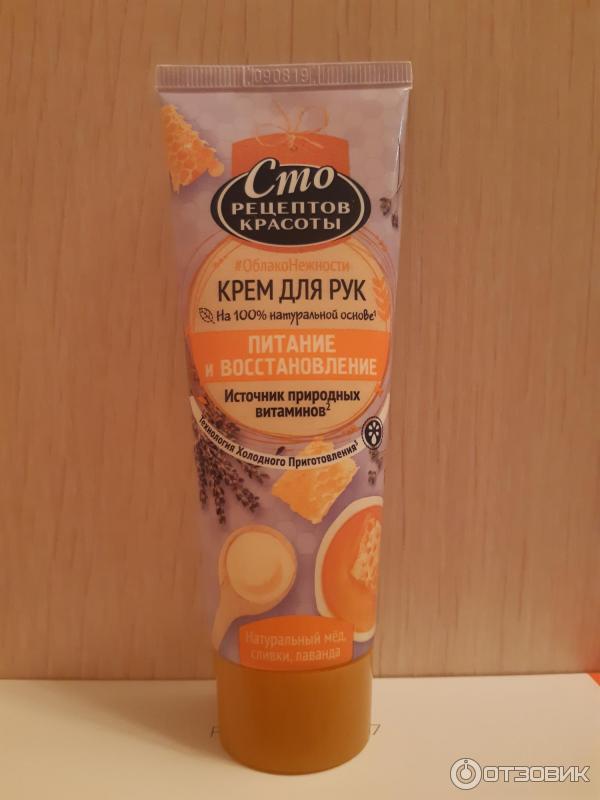 090819
Сто
РЕЦЕПТОВ
КРАСОТЫ
#ОблакоНежности
КРЕМ ДЛЯ РУК
На 100% натуральной основе¹
ПИТАНИЕ
И ВОССТАНОВЛЕНИЕ
Источник природных
витаминов²
Технология Холодного Приготовления³
Натуральный мёд,
сливки, лаванда
ОТЗОВИК